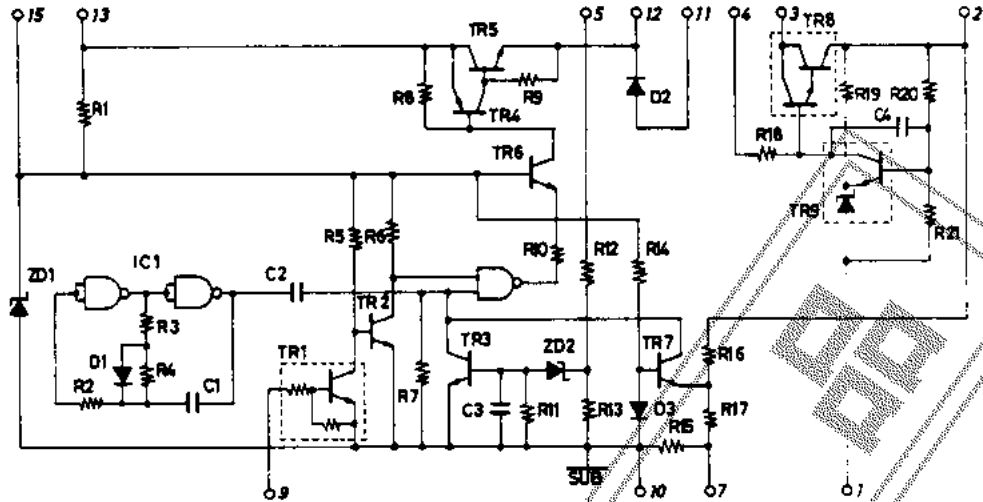 15 13 5 12 11 4 3 TR8 2
TR5
R8 R9 D2 R19 R20
R1 TR4 C4
TR6 R18
TR9
R5 R6 R10 R12 R14 R21
ZD1 IC1 C2
R3 TR2 TR3 ZD2 TR7 R16
D1 R4 TR1
R2 C1 R7 C3 R11 R13 D3 R17
R15
SUB
9 10 7 1